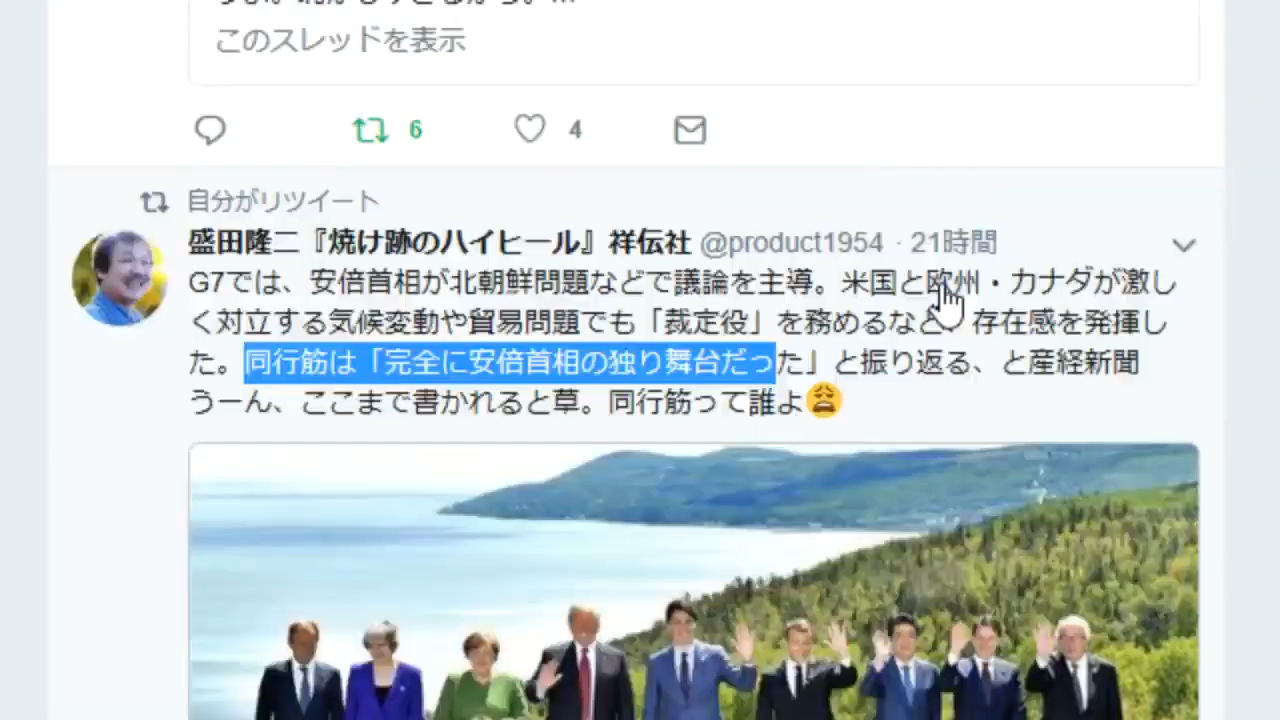 このスレッドを表示
6
4
自分がリツイート
盛田隆二『焼け跡のハイヒール』祥伝社 @product1954 · 21時間
G7では、安倍首相が北朝鮮問題などで議論を主導。米国と欧州・カナダが激し
く対立する気候変動や貿易問題でも「裁定役」を務めるなど、存在感を発揮し
た。同行筋は「完全に安倍首相の独り舞台だった」と振り返る、と産経新聞
うーん、ここまで書かれると草。同行筋って誰よ😩